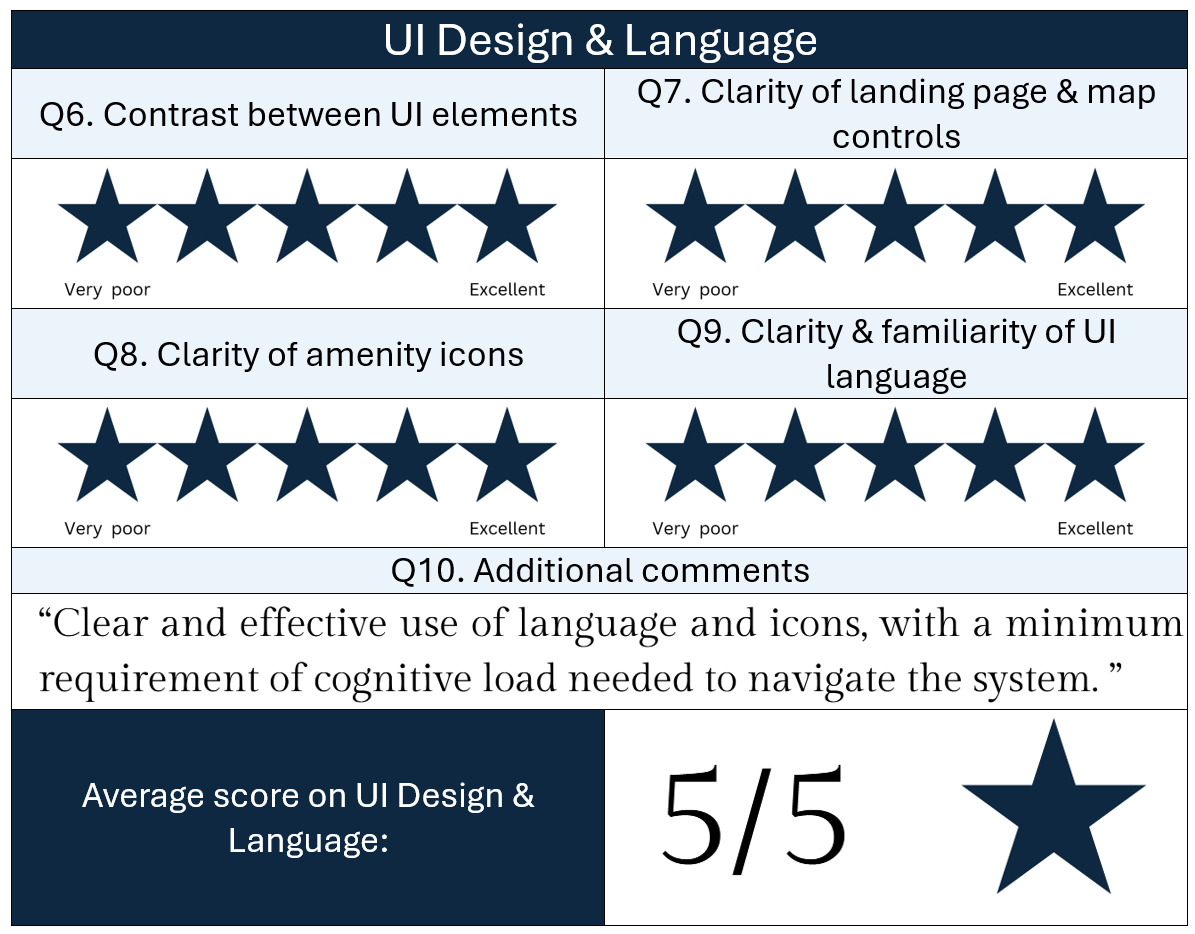 UI Design & Language
Q6. Contrast between UI elements
Q7. Clarity of landing page & map
controls
Very poor
Excellent
Very poor
Excellent
Q8. Clarity of amenity icons
Q9. Clarity & familiarity of UI
language
Very poor
Excellent
Very poor
Excellent
Q10. Additional comments
“Clear and effective use of language and icons, with a minimum
requirement of cognitive load needed to navigate the system. ”
Average score on UI Design &
Language:
5/5